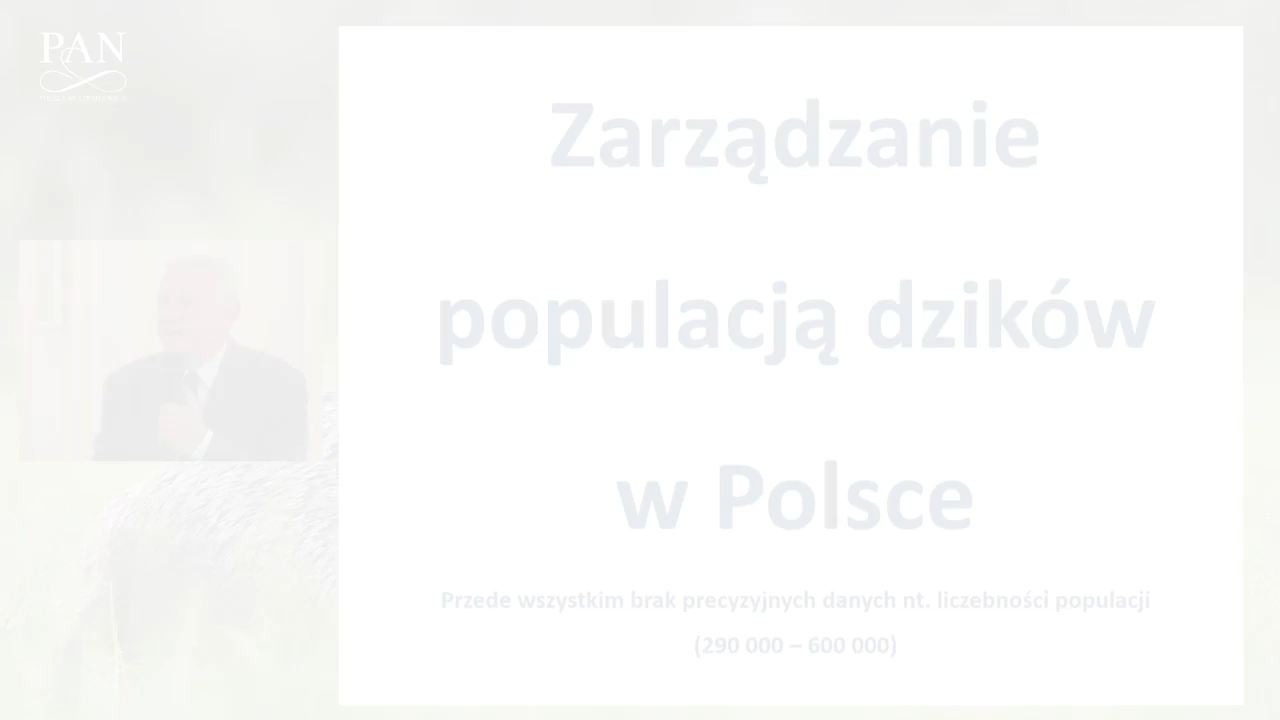 PAN
Zarządzanie
populacją dzików
w Polsce
Przede wszystkim brak precyzyjnych danych nt. liczebności populacji
(290 000 – 600 000)